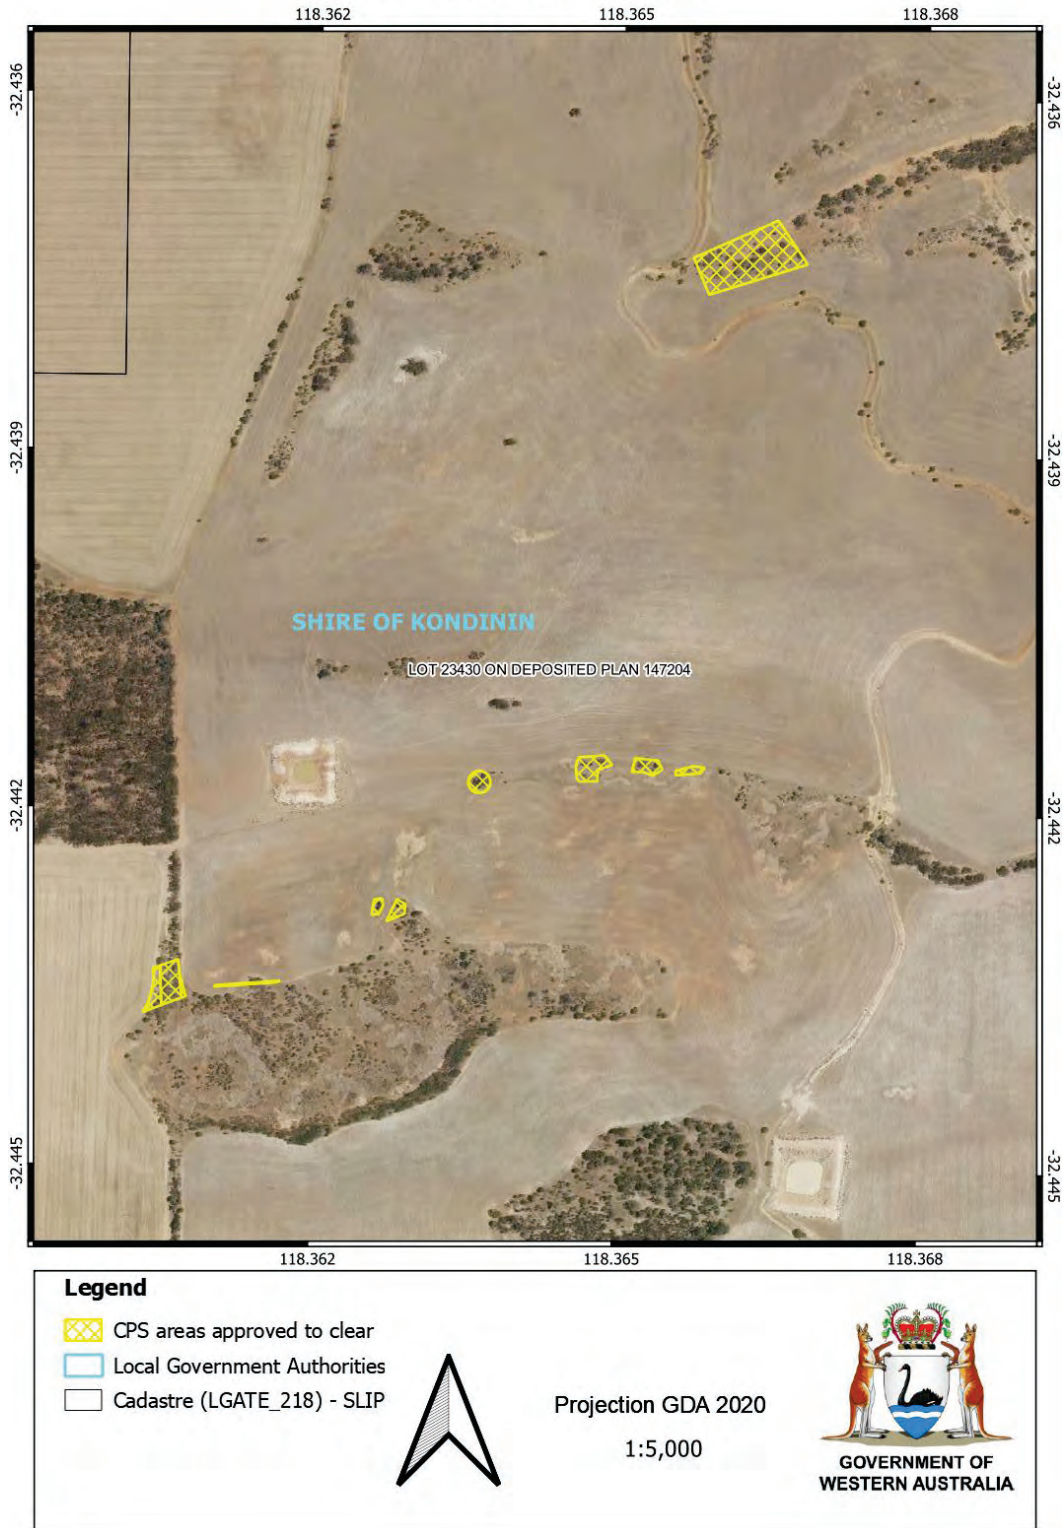 118.362 118.365 118.368
-32.436 -32.436
-32.439 -32.439
SHIRE OF KONDININ
LOT 23430 ON DEPOSITED PLAN 147204
-32.442 -32.442
-32.445 -32.445
118.362 118.365 118.368
Legend
CPS areas approved to clear
Local Government Authorities
Cadastre (LGATE_218) - SLIP
Projection GDA 2020
1:5,000
GOVERNMENT OF
WESTERN AUSTRALIA